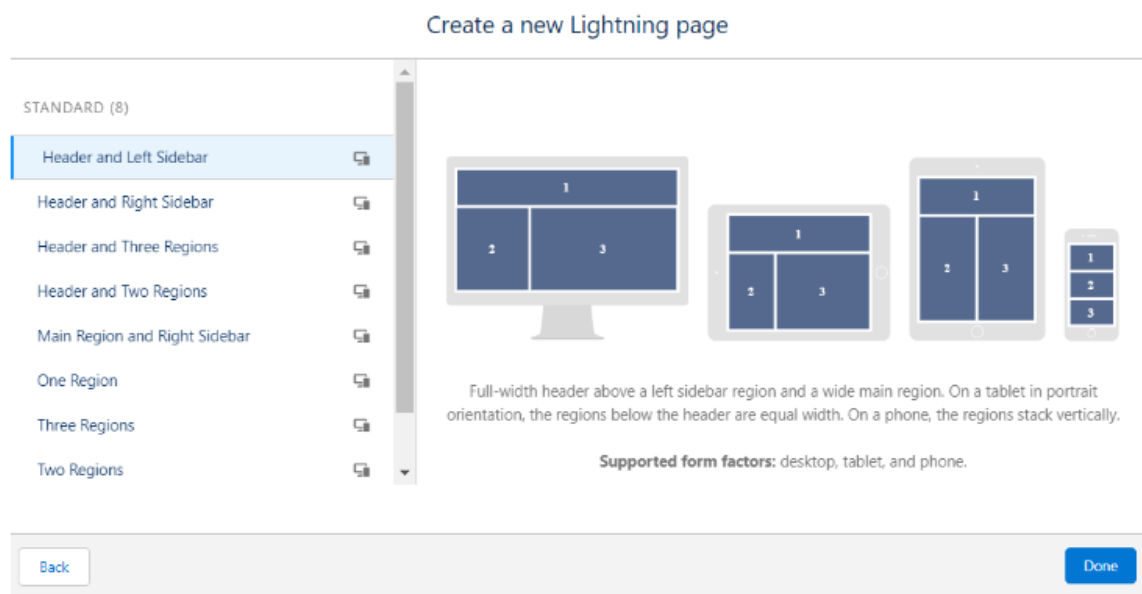 Create a new Lightning page
STANDARD (8)
Header and Left Sidebar
Header and Right Sidebar
Header and Three Regions
Header and Two Regions
Main Region and Right Sidebar
One Region
Three Regions
Two Regions
1
2 3
1
2 3
1
2 3
1
2
3
Full-width header above a left sidebar region and a wide main region. On a tablet in portrait
orientation, the regions below the header are equal width. On a phone, the regions stack vertically.
Supported form factors: desktop, tablet, and phone.
Back
Done